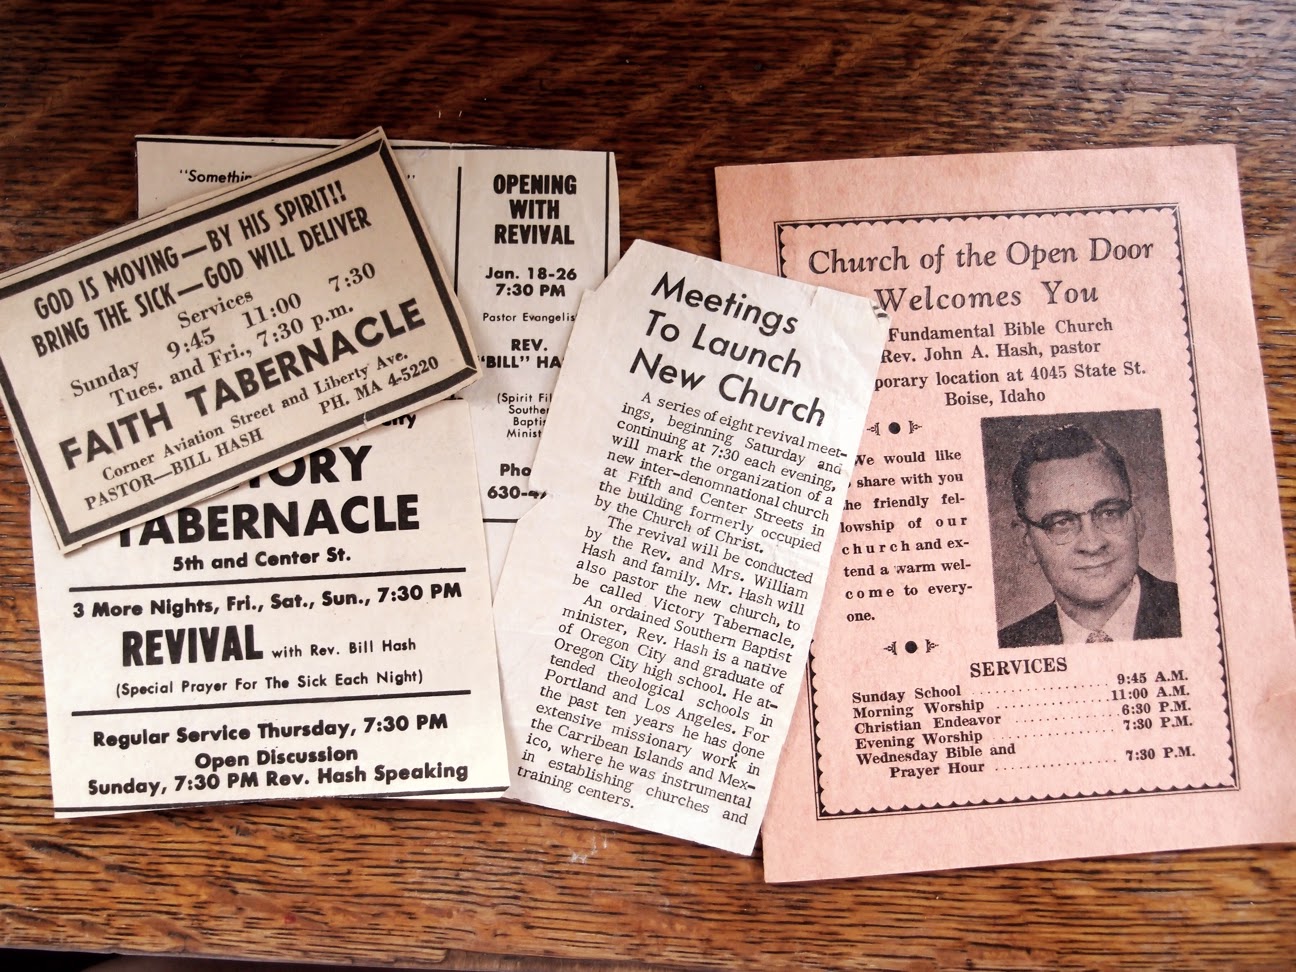 GOD IS MOVING—BY HIS SPIRIT!!
BRING THE SICK—GOD WILL DELIVER
Services
Sunday 9:45 11:00 7:30
Tues. and Fri., 7:30 p.m.
FAITH TABERNACLE
Corner Aviation Street and Liberty Ave.
PASTOR—BILL HASH PH. MA 4-5220
"Somethin
TABERNACLE
5th and Center St.
3 More Nights, Fri., Sat., Sun., 7:30 PM
REVIVAL with Rev. Bill Hash
(Special Prayer For The Sick Each Night)
Regular Service Thursday, 7:30 PM
Open Discussion
Sunday, 7:30 PM Rev. Hash Speaking
OPENING
WITH
REVIVAL
Jan. 18-26
7:30 PM
Pastor Evangelis
REV.
"BILL" HA
(Spirit Fil
Souther
Baptis
Minist
Pho
630-4
Meetings
To Launch
New Church
A series of eight revival meet-
ings, beginning Saturday and
continuing at 7:30 each evening,
will mark the organization of a
new inter-denomnational church
at Fifth and Center Streets in
the building formerly occupied
by the Church of Christ.
The revival will be conducted
by the Rev. and Mrs. William
Hash and family. Mr. Hash will
also pastor the new church, to
be called Victory Tabernacle,
An ordained Southern Baptist
minister, Rev. Hash is a native
of Oregon City and graduate of
Oregon City high school. He at-
tended theological schools in
Portland and Los Angeles. For
the past ten years he has done
extensive missionary work in
the Carribean Islands and Mex-
ico, where he was instrumental
in establishing churches and
training centers.
Church of the Open Door
Welcomes You
Fundamental Bible Church
Rev. John A. Hash, pastor
porary location at 4045 State St.
Boise, Idaho
We would like
share with you
he friendly fel-
lowship of our
church and ex-
tend a warm wel-
come to every-
one.
SERVICES
Sunday School 9:45 A.M.
Morning Worship 11:00 A.M.
Christian Endeavor 6:30 P.M.
Evening Worship 7:30 P.M.
Wednesday Bible and
Prayer Hour 7:30 P.M.